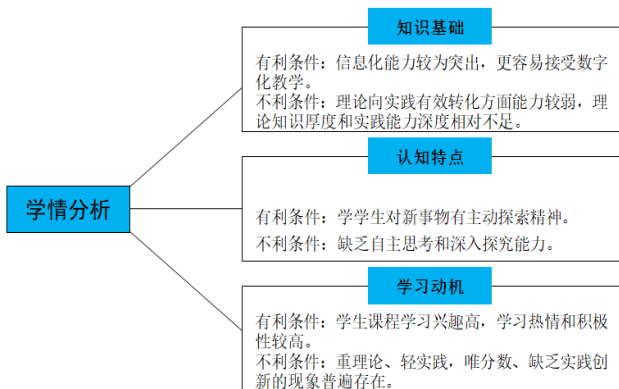 学情分析
知识基础
有利条件：信息化能力较为突出，更容易接受数字
化教学。
不利条件：理论向实践有效转化方面能力较弱，理
论知识厚度和实践能力深度相对不足。
认知特点
有利条件：学学生对新事物有主动探索精神。
不利条件：缺乏自主思考和深入探究能力。
学习动机
有利条件：学生课程学习兴趣高，学习热情和积极
性较高。
不利条件：重理论、轻实践，唯分数、缺乏实践创
新的现象普遍存在。